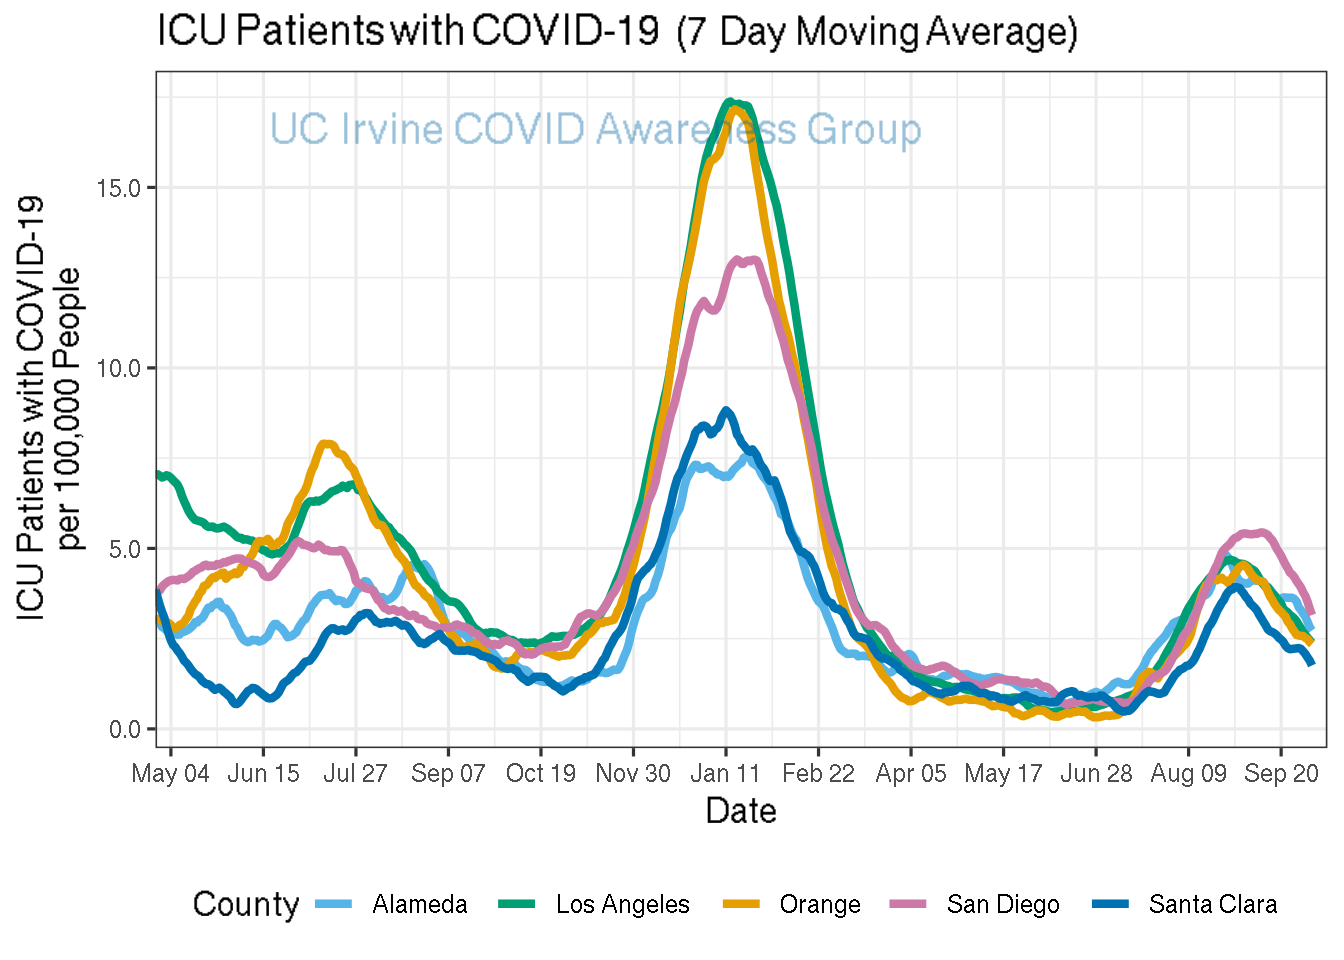 ICU Patients with COVID-19 (7 Day Moving Average)
UC Irvine COVID Awareness Group
ICU Patients with COVID-19
per 100,000 People
15.0
10.0
5.0
0.0
May 04 Jun 15 Jul 27 Sep 07 Oct 19 Nov 30 Jan 11 Feb 22 Apr 05 May 17 Jun 28 Aug 09 Sep 20
Date
County Alameda Los Angeles Orange San Diego Santa Clara